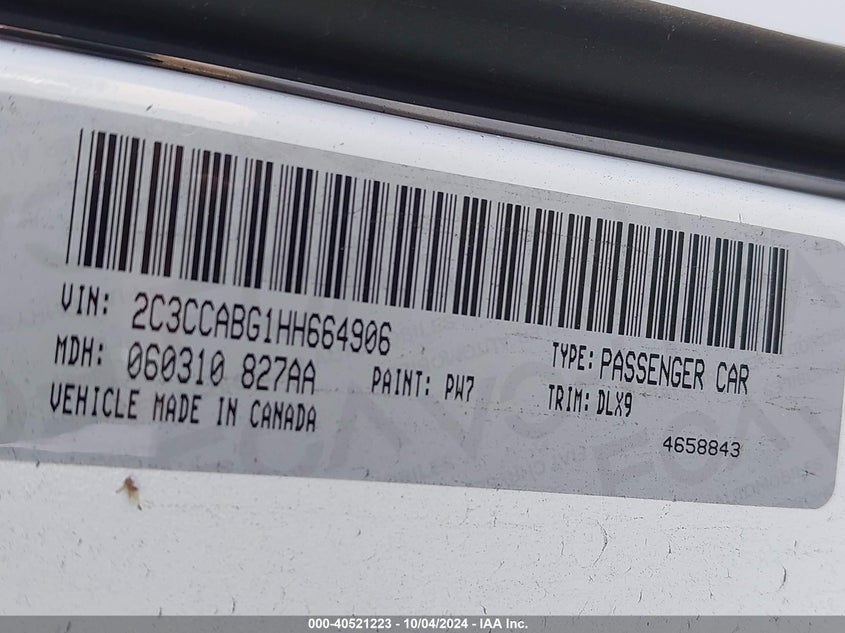 VIN: 2C3CCABG1HH664906
MDH: 060310 827AA PAINT: PW7
VEHICLE MADE IN CANADA
TYPE: PASSENGER CAR
TRIM: DLX9
4658843
000-40521223 - 10/04/2024 - IAA Inc.